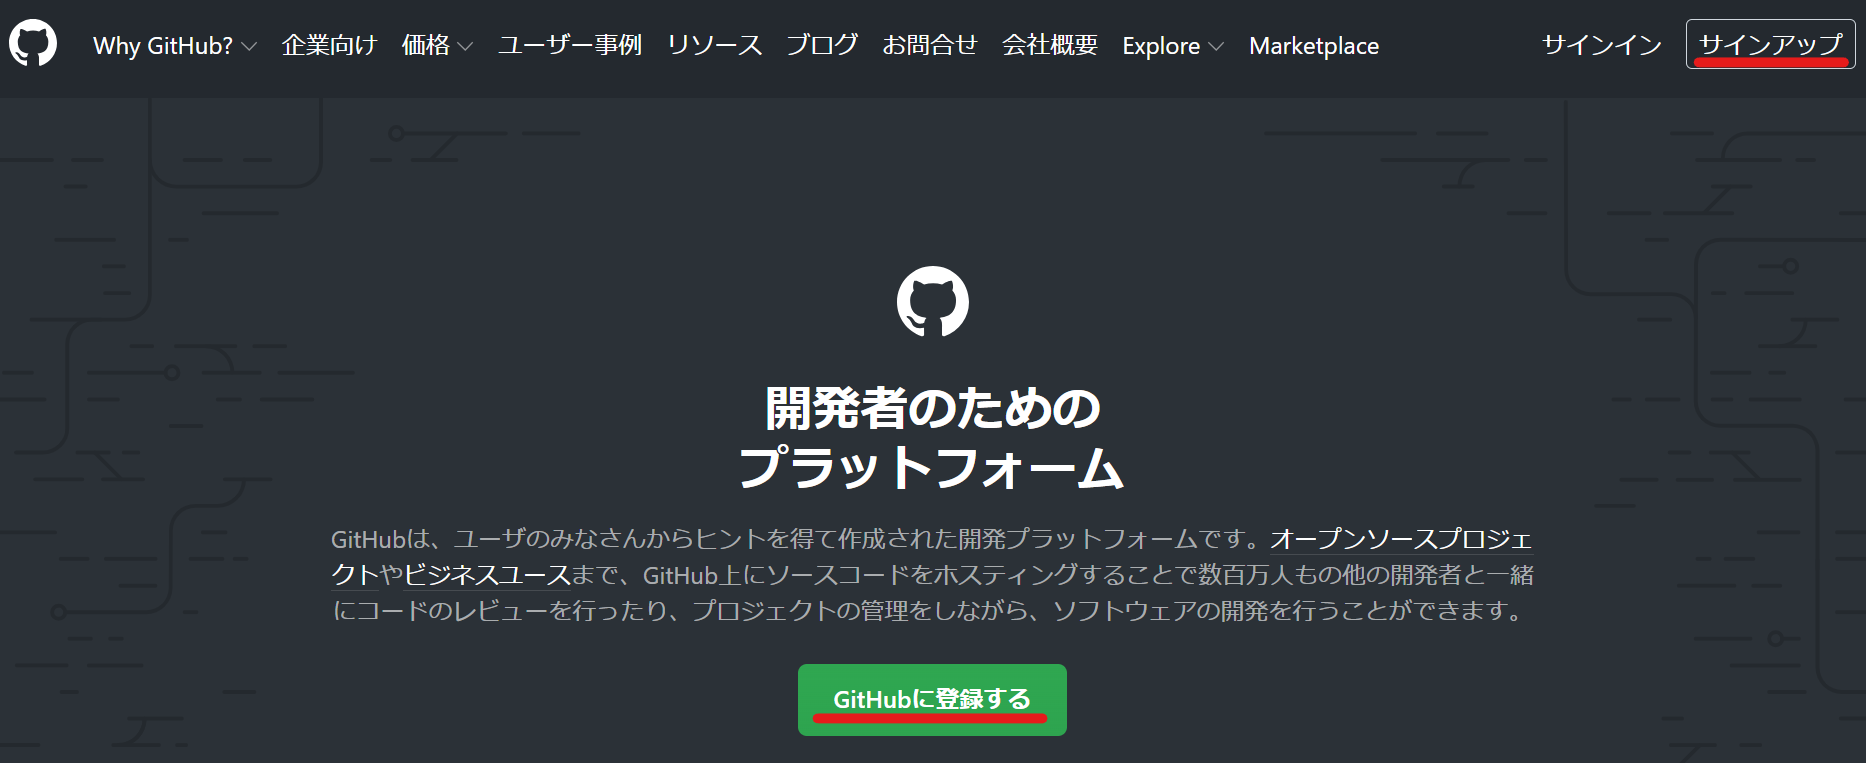 Why GitHub? 企業向け 価格 ユーザー事例 リソース ブログ お問合せ 会社概要 Explore Marketplace サインイン サインアップ
開発者のための
プラットフォーム
GitHubは、ユーザのみなさんからヒントを得て作成された開発プラットフォームです。オープンソースプロジェ
クトやビジネスユースまで、GitHub上にソースコードをホスティングすることで数百万人もの他の開発者と一緒
にコードのレビューを行ったり、プロジェクトの管理をしながら、ソフトウェアの開発を行うことができます。
GitHubに登録する